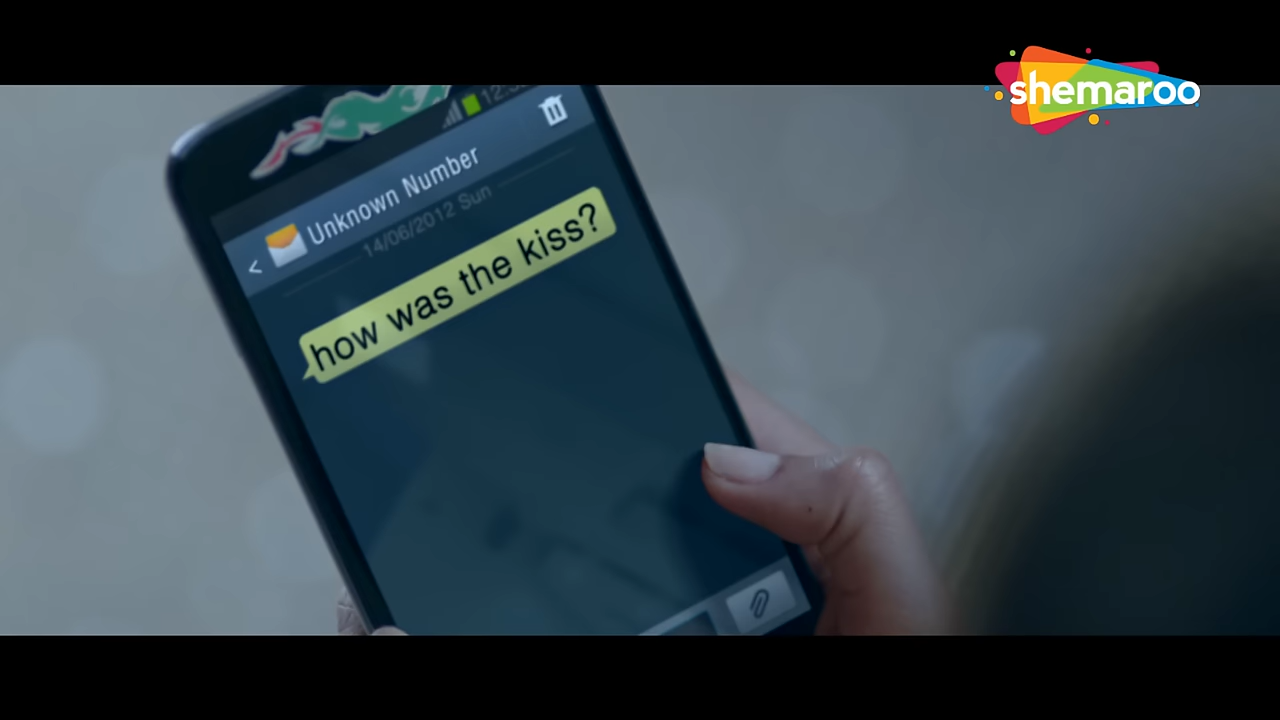 shemaroo
Unknown Number
14/06/2012 Sun
how was the kiss?